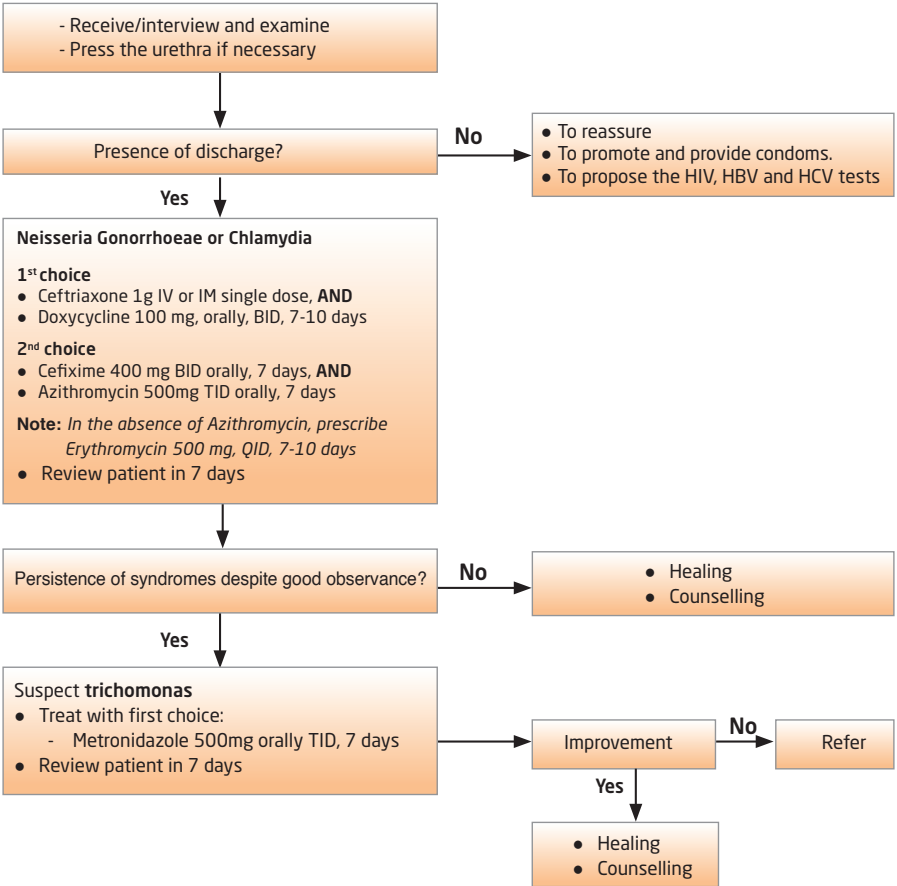 - Receive/interview and examine
- Press the urethra if necessary
Presence of discharge?
No
● To reassure
● To promote and provide condoms.
● To propose the HIV, HBV and HCV tests
Yes
Neisseria Gonorrhoeae or Chlamydia
1st choice
● Ceftriaxone 1g IV or IM single dose, AND
● Doxycycline 100 mg, orally, BID, 7-10 days
2nd choice
● Cefixime 400 mg BID orally, 7 days, AND
● Azithromycin 500mg TID orally, 7 days
Note: In the absence of Azithromycin, prescribe
Erythromycin 500 mg, QID, 7-10 days
● Review patient in 7 days
Persistence of syndromes despite good observance?
No
● Healing
● Counselling
Yes
Suspect trichomonas
● Treat with first choice:
- Metronidazole 500mg orally TID, 7 days
● Review patient in 7 days
Improvement
No
Refer
Yes
● Healing
● Counselling